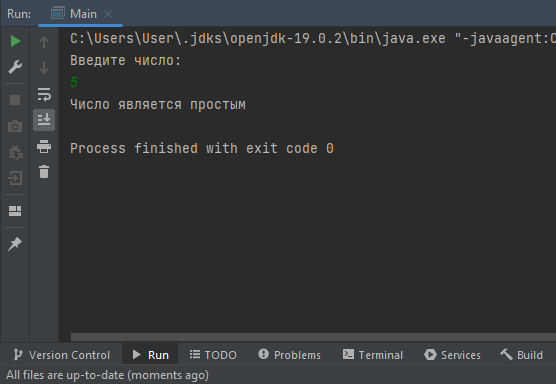 Run: Main
C:\Users\User\.jdks\openjdk-19.0.2\bin\java.exe "-javaagent:C
Введите число:
5
Число является простым
Process finished with exit code 0
Version Control Run TODO Problems Terminal Services Build
All files are up-to-date (moments ago)